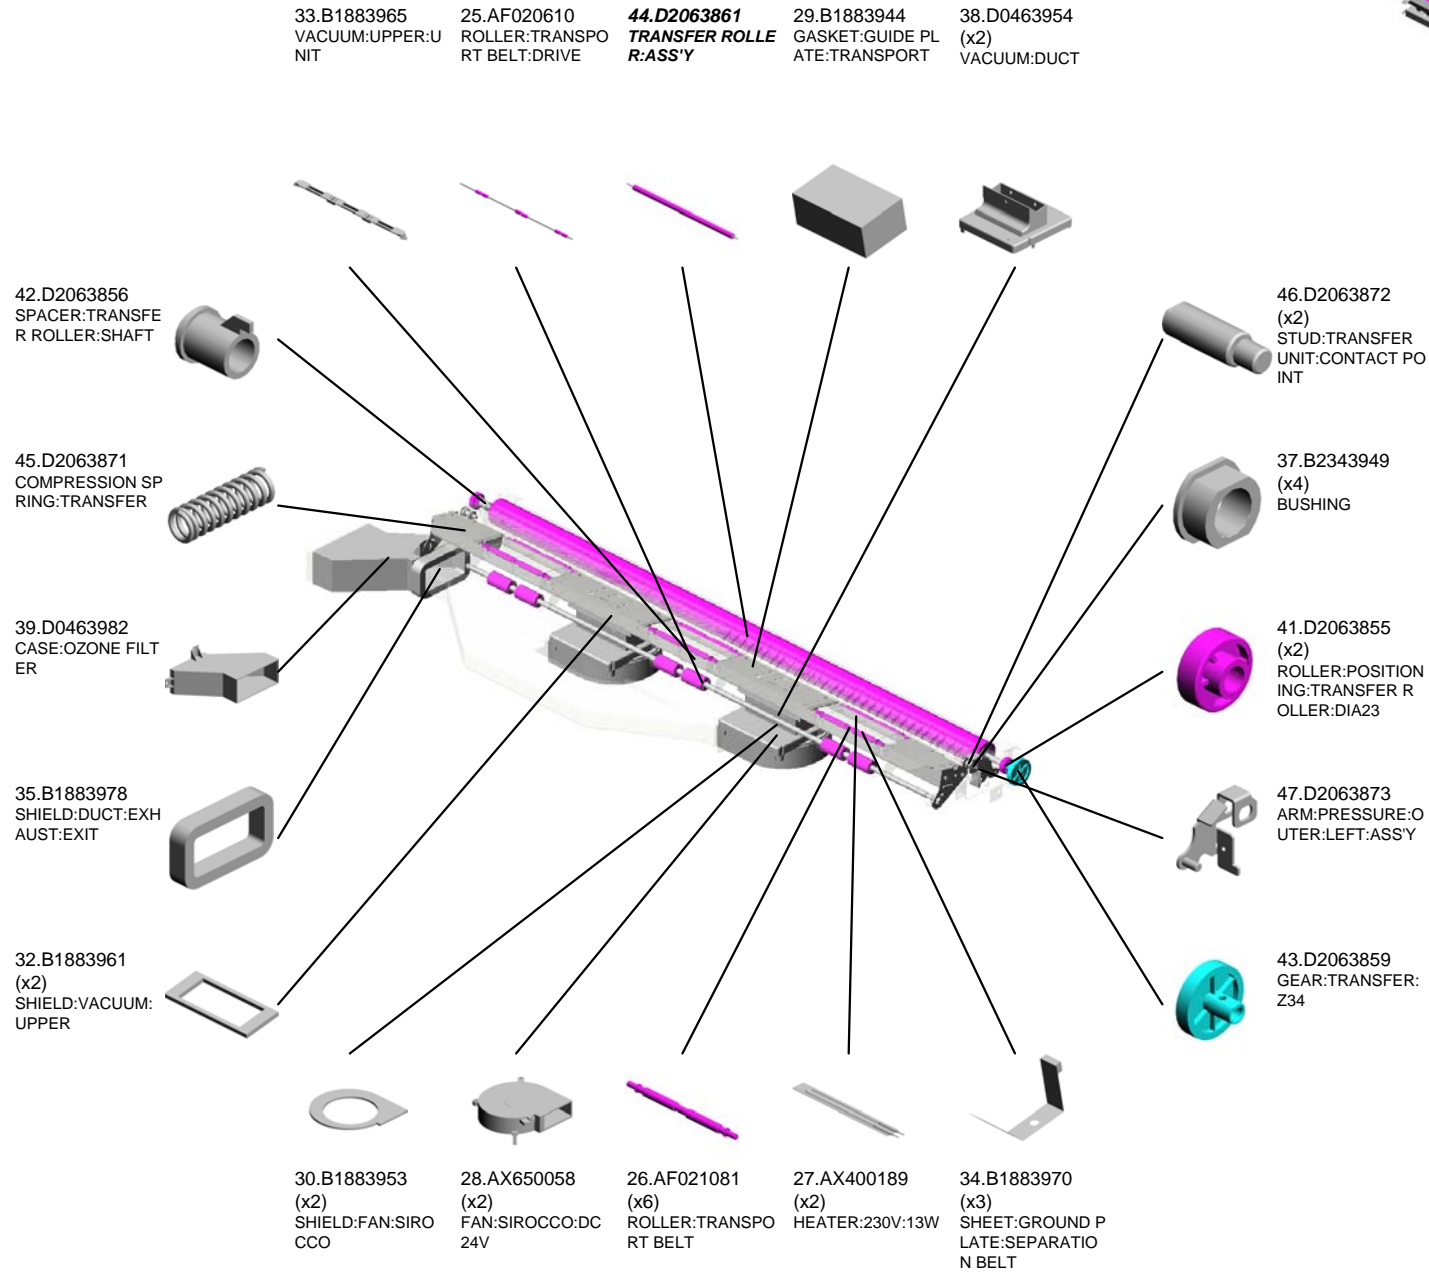 33.B1883965
VACUUM:UPPER:U
NIT
25.AF020610
ROLLER:TRANSPO
RT BELT:DRIVE
44.D2063861
TRANSFER ROLLE
R:ASS'Y
29.B1883944
GASKET:GUIDE PL
ATE:TRANSPORT
38.D0463954
(x2)
VACUUM:DUCT
42.D2063856
SPACER:TRANSFE
R ROLLER:SHAFT
45.D2063871
COMPRESSION SP
RING:TRANSFER
39.D0463982
CASE:OZONE FILT
ER
35.B1883978
SHIELD:DUCT:EXH
AUST:EXIT
32.B1883961
(x2)
SHIELD:VACUUM:
UPPER
46.D2063872
(x2)
STUD:TRANSFER
UNIT:CONTACT PO
INT
37.B2343949
(x4)
BUSHING
41.D2063855
(x2)
ROLLER:POSITION
ING:TRANSFER R
OLLER:DIA23
47.D2063873
ARM:PRESSURE:O
UTER:LEFT:ASS'Y
43.D2063859
GEAR:TRANSFER:
Z34
30.B1883953
(x2)
SHIELD:FAN:SIRO
CCO
28.AX650058
(x2)
FAN:SIROCCO:DC
24V
26.AF021081
(x6)
ROLLER:TRANSPO
RT BELT
27.AX400189
(x2)
HEATER:230V:13W
34.B1883970
(x3)
SHEET:GROUND P
LATE:SEPARATIO
N BELT